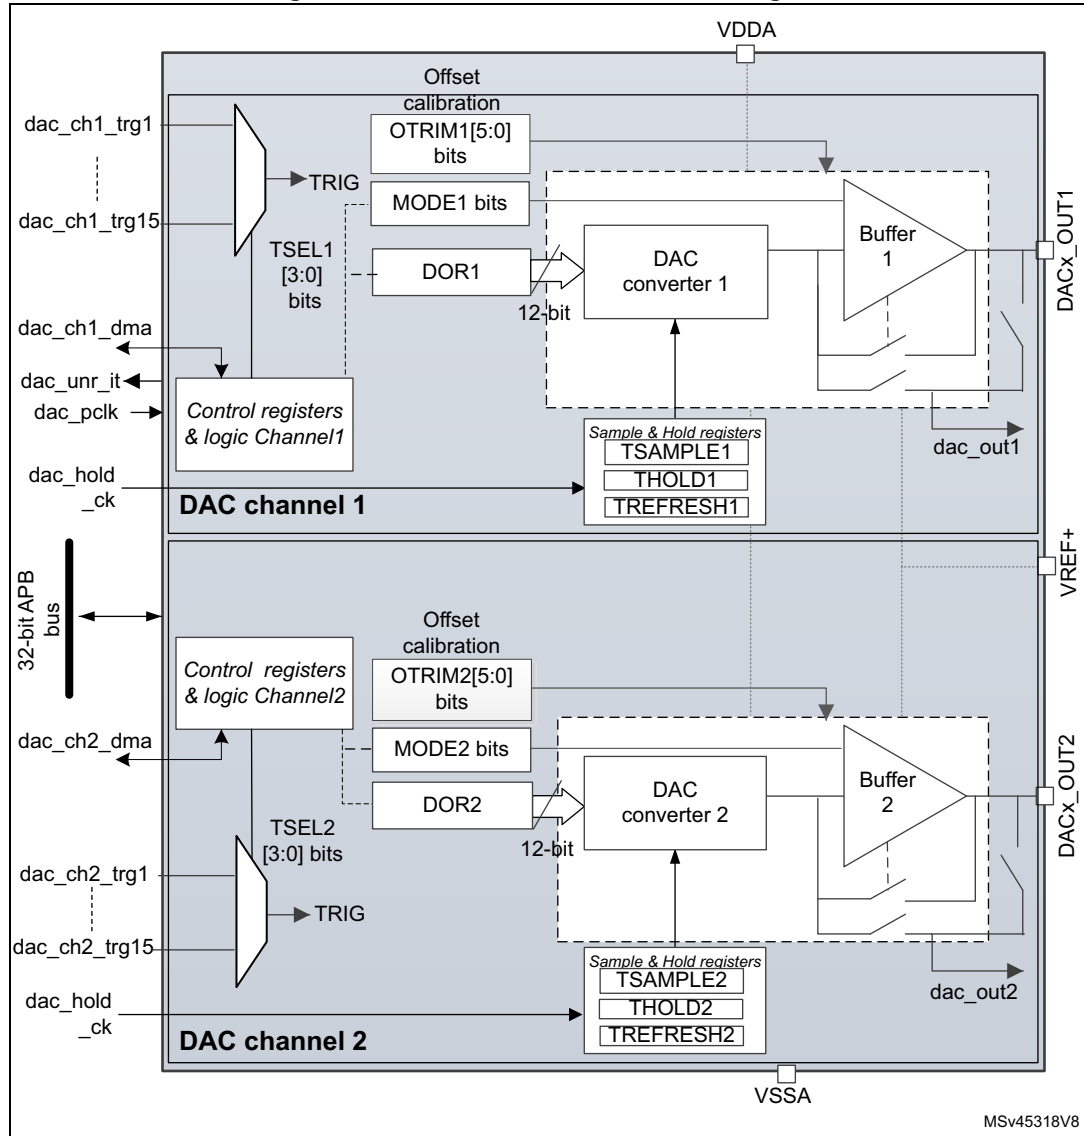 VDDA
Offset
calibration
dac_ch1_trg1
OTRIM1[5:0]
bits
TRIG
MODE1 bits
dac_ch1_trg15
TSEL1
[3:0]
bits
DOR1
12-bit
DAC
converter 1
Buffer
1
DACx_OUT1
dac_ch1_dma
dac_unr_it
dac_pclk
Control registers
& logic Channel1
Sample & Hold registers
TSAMPLE1
THOLD1
TREFRESH1
dac_out1
dac_hold
_ck
DAC channel 1
VREF+
32-bit APB
bus
Offset
calibration
Control registers
& logic Channel2
OTRIM2[5:0]
bits
dac_ch2_dma
MODE2 bits
DOR2
12-bit
DAC
converter 2
Buffer
2
DACx_OUT2
TSEL2
[3:0] bits
dac_ch2_trg1
TRIG
dac_ch2_trg15
Sample & Hold registers
TSAMPLE2
THOLD2
TREFRESH2
dac_out2
dac_hold
_ck
DAC channel 2
VSSA
MSv45318V8